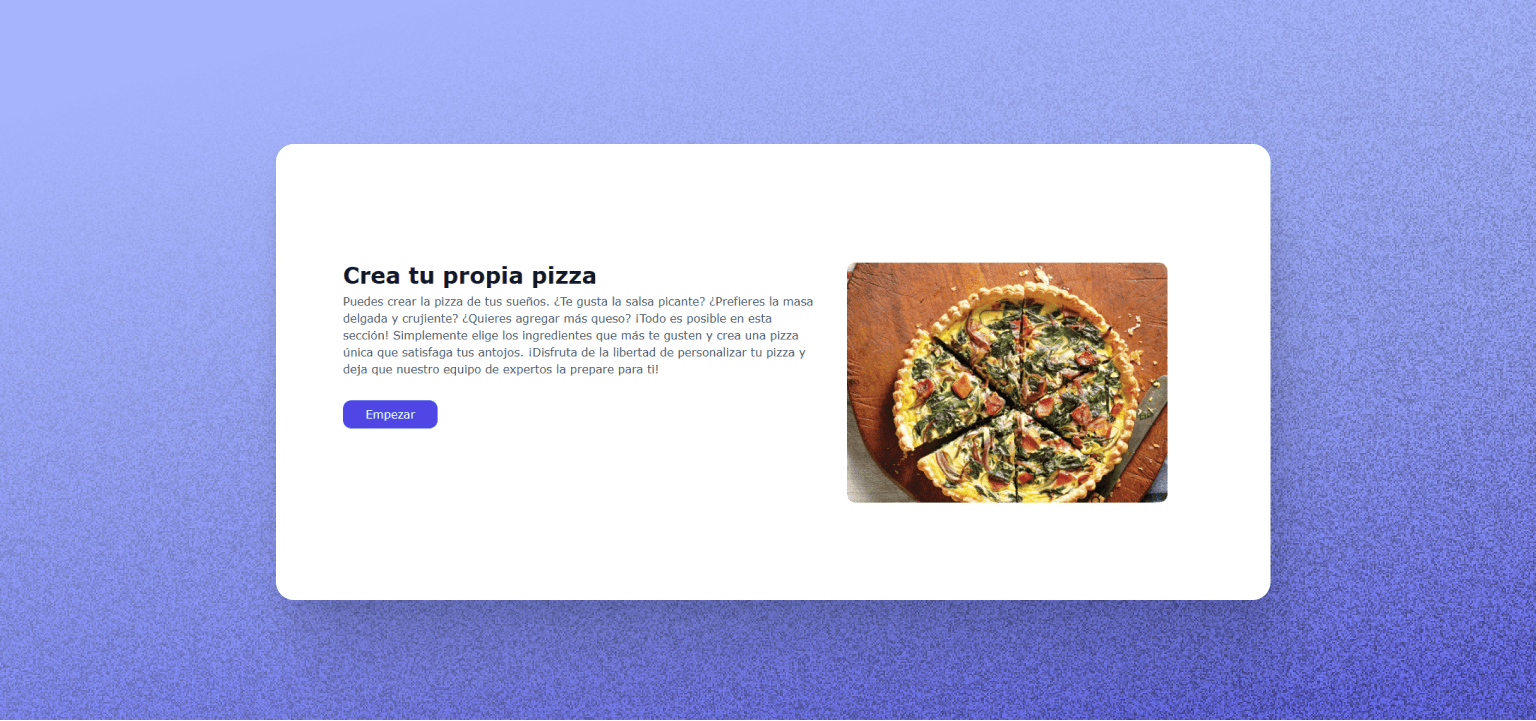 Crea tu propia pizza
Puedes crear la pizza de tus sueños. ¿Te gusta la salsa picante? ¿Prefieres la masa
delgada y crujiente? ¿Quieres agregar más queso? ¡Todo es posible en esta
sección! Simplemente elige los ingredientes que más te gusten y crea una pizza
única que satisfaga tus antojos. ¡Disfruta de la libertad de personalizar tu pizza y
deja que nuestro equipo de expertos la prepare para ti!
Empezar